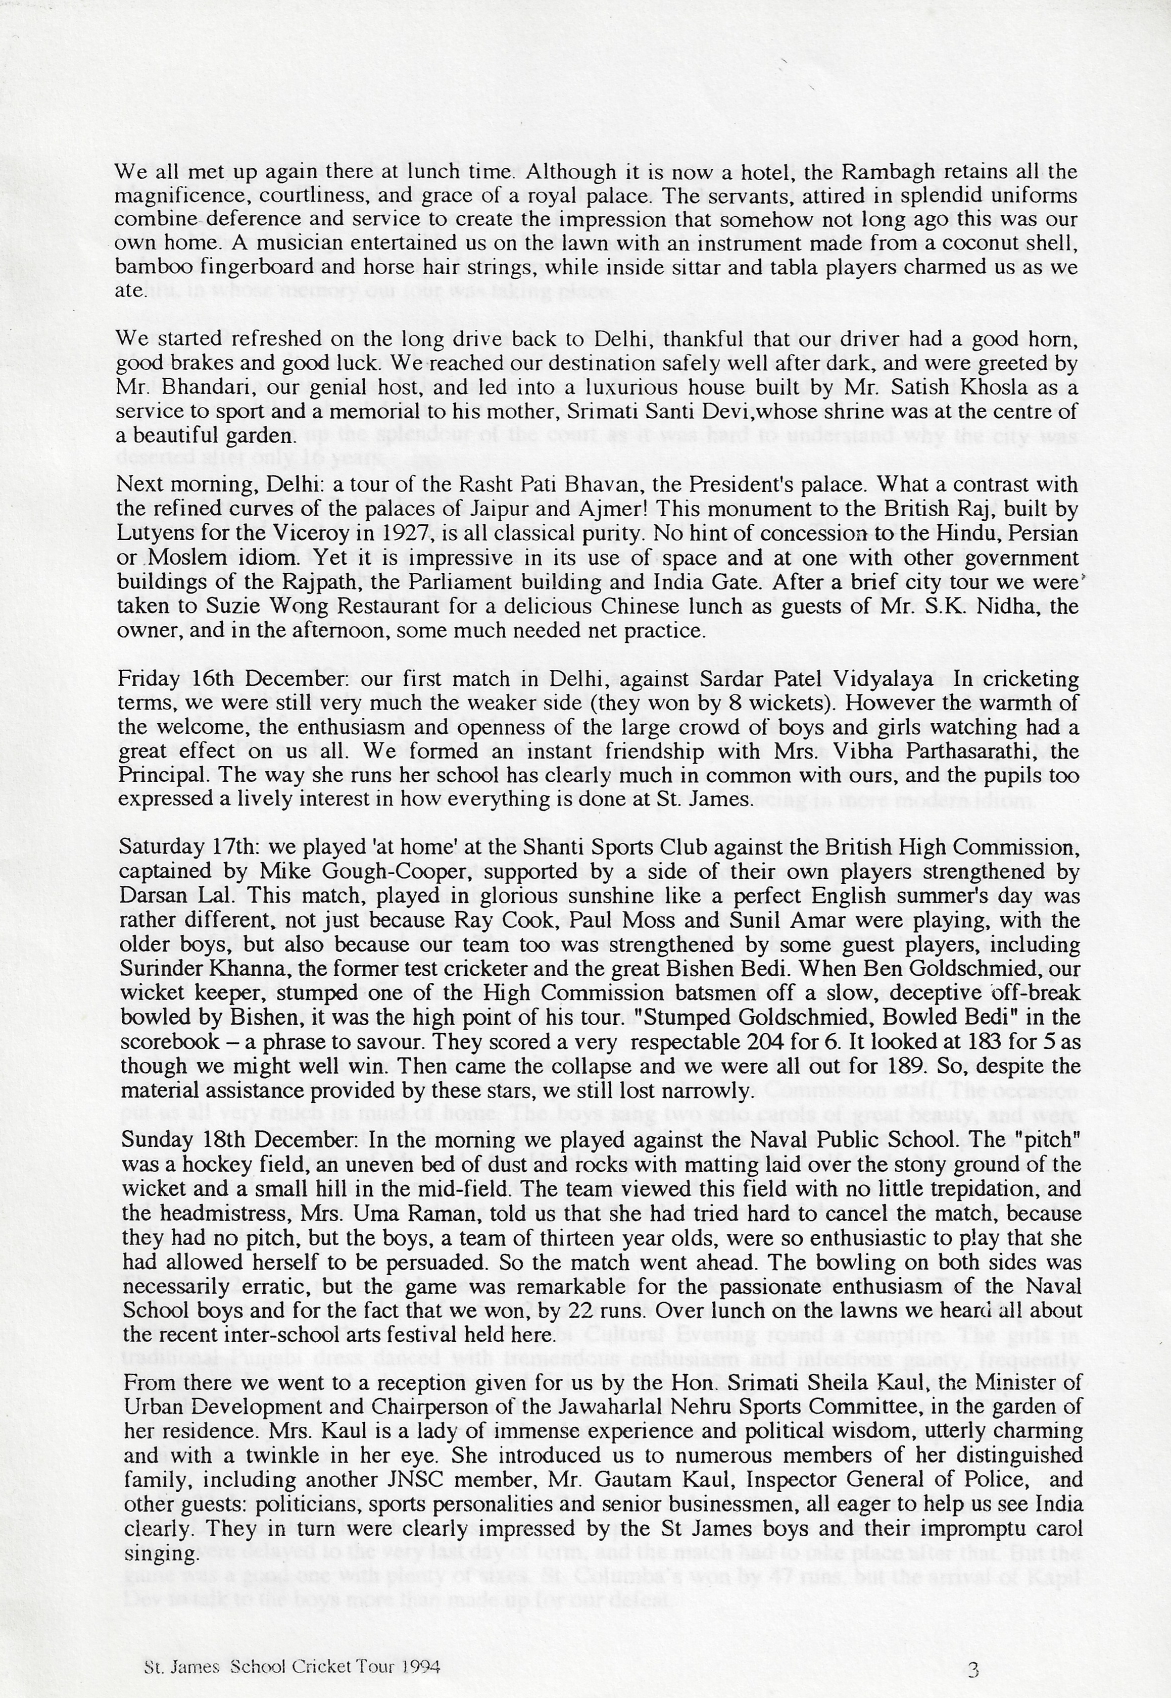 We all met up again there at lunch time. Although it is now a hotel, the Rambagh retains all the
magnificence, courtliness, and grace of a royal palace. The servants, attired in splendid uniforms
combine deference and service to create the impression that somehow not long ago this was our
own home. A musician entertained us on the lawn with an instrument made from a coconut shell,
bamboo fingerboard and horse hair strings, while inside sittar and tabla players charmed us as we
ate.
We started refreshed on the long drive back to Delhi, thankful that our driver had a good horn,
good brakes and good luck. We reached our destination safely well after dark, and were greeted by
Mr. Bhandari, our genial host, and led into a luxurious house built by Mr. Satish Khosla as a
service to sport and a memorial to his mother, Srimati Santi Devi,whose shrine was at the centre of
a beautiful garden.
Next morning, Delhi: a tour of the Rasht Pati Bhavan, the President's palace. What a contrast with
the refined curves of the palaces of Jaipur and Ajmer! This monument to the British Raj, built by
Lutyens for the Viceroy in 1927, is all classical purity. No hint of concession to the Hindu, Persian
or Moslem idiom. Yet it is impressive in its use of space and at one with other government
buildings of the Rajpath, the Parliament building and India Gate. After a brief city tour we were
taken to Suzie Wong Restaurant for a delicious Chinese lunch as guests of Mr. S.K. Nidha, the
owner, and in the afternoon, some much needed net practice.
Friday 16th December: our first match in Delhi, against Sardar Patel Vidyalaya  In cricketing
terms, we were still very much the weaker side (they won by 8 wickets). However the warmth of
the welcome, the enthusiasm and openness of the large crowd of boys and girls watching had a
great effect on us all. We formed an instant friendship with Mrs. Vibha Parthasarathi, the
Principal. The way she runs her school has clearly much in common with ours, and the pupils too
expressed a lively interest in how everything is done at St. James.
Saturday 17th: we played 'at home' at the Shanti Sports Club against the British High Commission,
captained by Mike Gough-Cooper, supported by a side of their own players strengthened by
Darsan Lal. This match, played in glorious sunshine like a perfect English summer's day was
rather different, not just because Ray Cook, Paul Moss and Sunil Amar were playing, with the
older boys, but also because our team too was strengthened by some guest players, including
Surinder Khanna, the former test cricketer and the great Bishen Bedi. When Ben Goldschmied, our
wicket keeper, stumped one of the High Commission batsmen off a slow, deceptive off-break
bowled by Bishen, it was the high point of his tour. "Stumped Goldschmied, Bowled Bedi" in the
scorebook – a phrase to savour. They scored a very  respectable 204 for 6. It looked at 183 for 5 as
though we might well win. Then came the collapse and we were all out for 189. So, despite the
material assistance provided by these stars, we still lost narrowly.
Sunday 18th December: In the morning we played against the Naval Public School. The "pitch"
was a hockey field, an uneven bed of dust and rocks with matting laid over the stony ground of the
wicket and a small hill in the mid-field. The team viewed this field with no little trepidation, and
the headmistress, Mrs. Uma Raman, told us that she had tried hard to cancel the match, because
they had no pitch, but the boys, a team of thirteen year olds, were so enthusiastic to play that she
had allowed herself to be persuaded. So the match went ahead. The bowling on both sides was
necessarily erratic, but the game was remarkable for the passionate enthusiasm of the Naval
School boys and for the fact that we won, by 22 runs. Over lunch on the lawns we heard all about
the recent inter-school arts festival held here.
From there we went to a reception given for us by the Hon. Srimati Sheila Kaul, the Minister of
Urban Development and Chairperson of the Jawaharlal Nehru Sports Committee, in the garden of
her residence. Mrs. Kaul is a lady of immense experience and political wisdom, utterly charming
and with a twinkle in her eye. She introduced us to numerous members of her distinguished
family, including another JNSC member, Mr. Gautam Kaul, Inspector General of Police,  and
other guests: politicians, sports personalities and senior businessmen, all eager to help us see India
clearly. They in turn were clearly impressed by the St James boys and their impromptu carol
singing.
St. James  School Cricket Tour 1994 3